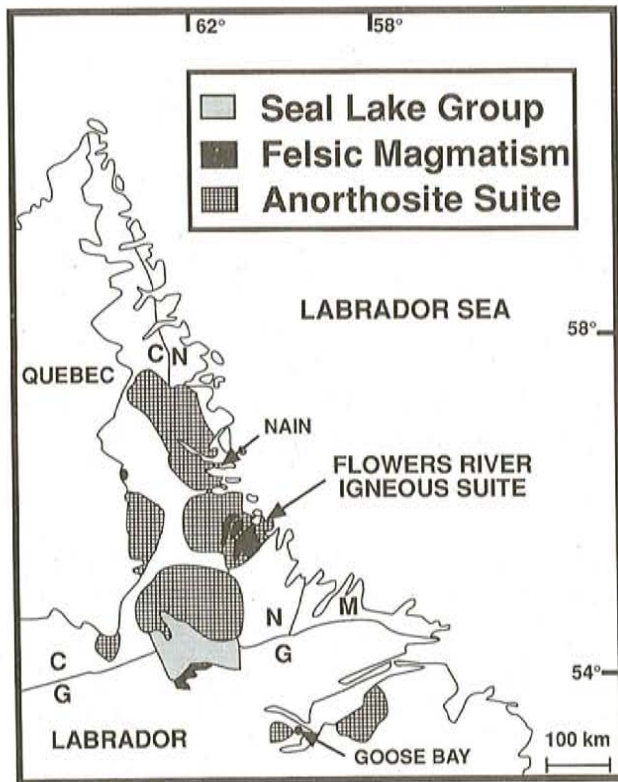 62°
58°
Seal Lake Group
Felsic Magmatism
Anorthosite Suite
LABRADOR SEA
58°
C N
QUEBEC
NAIN
FLOWERS RIVER
IGNEOUS SUITE
N
M
C
G
G
54°
LABRADOR
GOOSE BAY
100 km